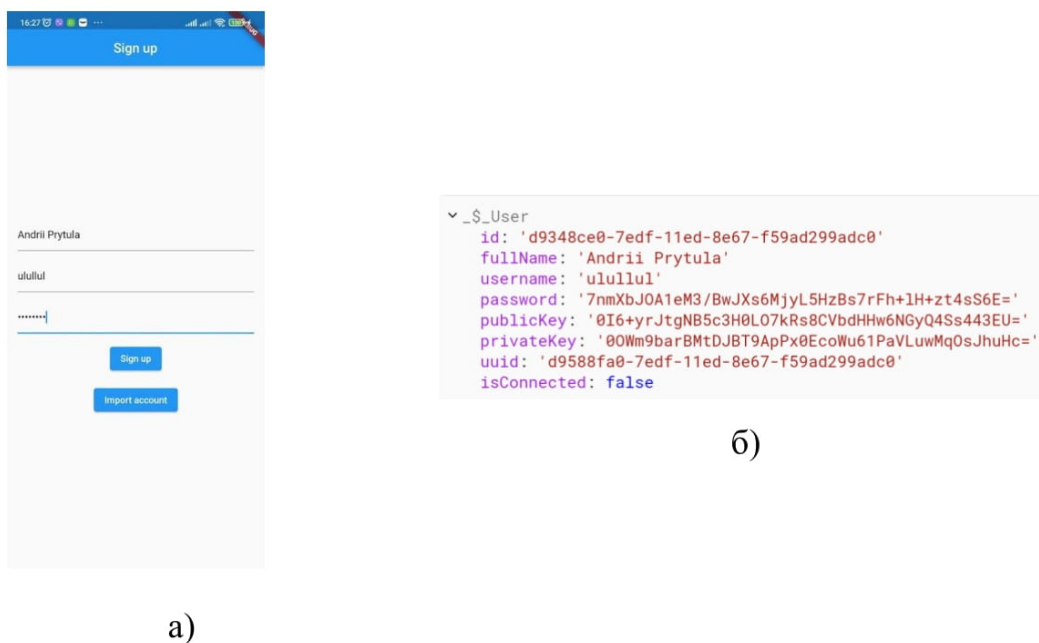 16:27
Sign up
Andrii Prytula
ulullul
••••••••
Sign up
Import account
а)
_$_User
id: 'd9348ce0-7edf-11ed-8e67-f59ad299adc0'
fullName: 'Andrii Prytula'
username: 'ulullul'
password: '7nmXbJOA1eM3/BwJXs6MjyL5HzBs7rFh+lH+zt4sS6E='
publicKey: '0I6+yrJtgNB5c3H0LO7kRs8CVbdHHw6NGyQ4Ss443EU='
privateKey: '0OWm9barBMtDJBT9ApPx0EcoWu61PaVLuwMqOsJhuHc='
uuid: 'd9588fa0-7edf-11ed-8e67-f59ad299adc0'
isConnected: false
б)